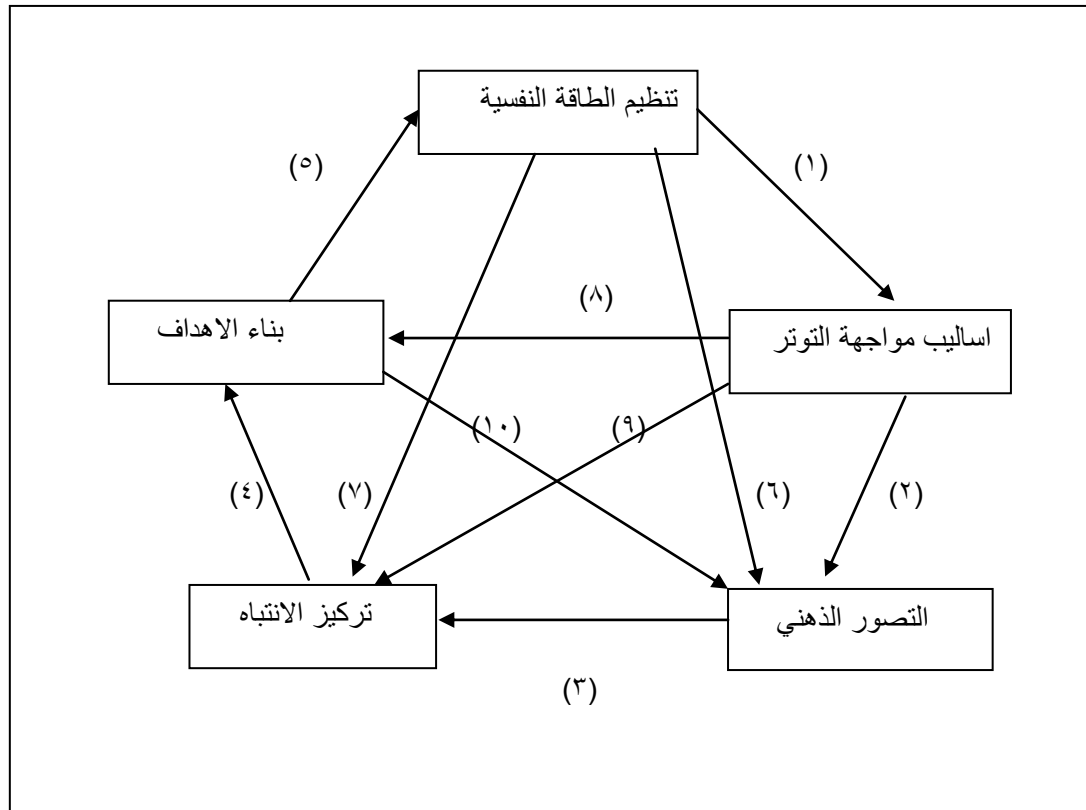 تنظيم الطاقة النفسية
(٥)
(١)
(٨)
بناء الاهداف
اساليب مواجهة التوتر
(١٠)
(٩)
(٤)
(٧)
(٦)
(٢)
تركيز الانتباه
التصور الذهني
(٣)